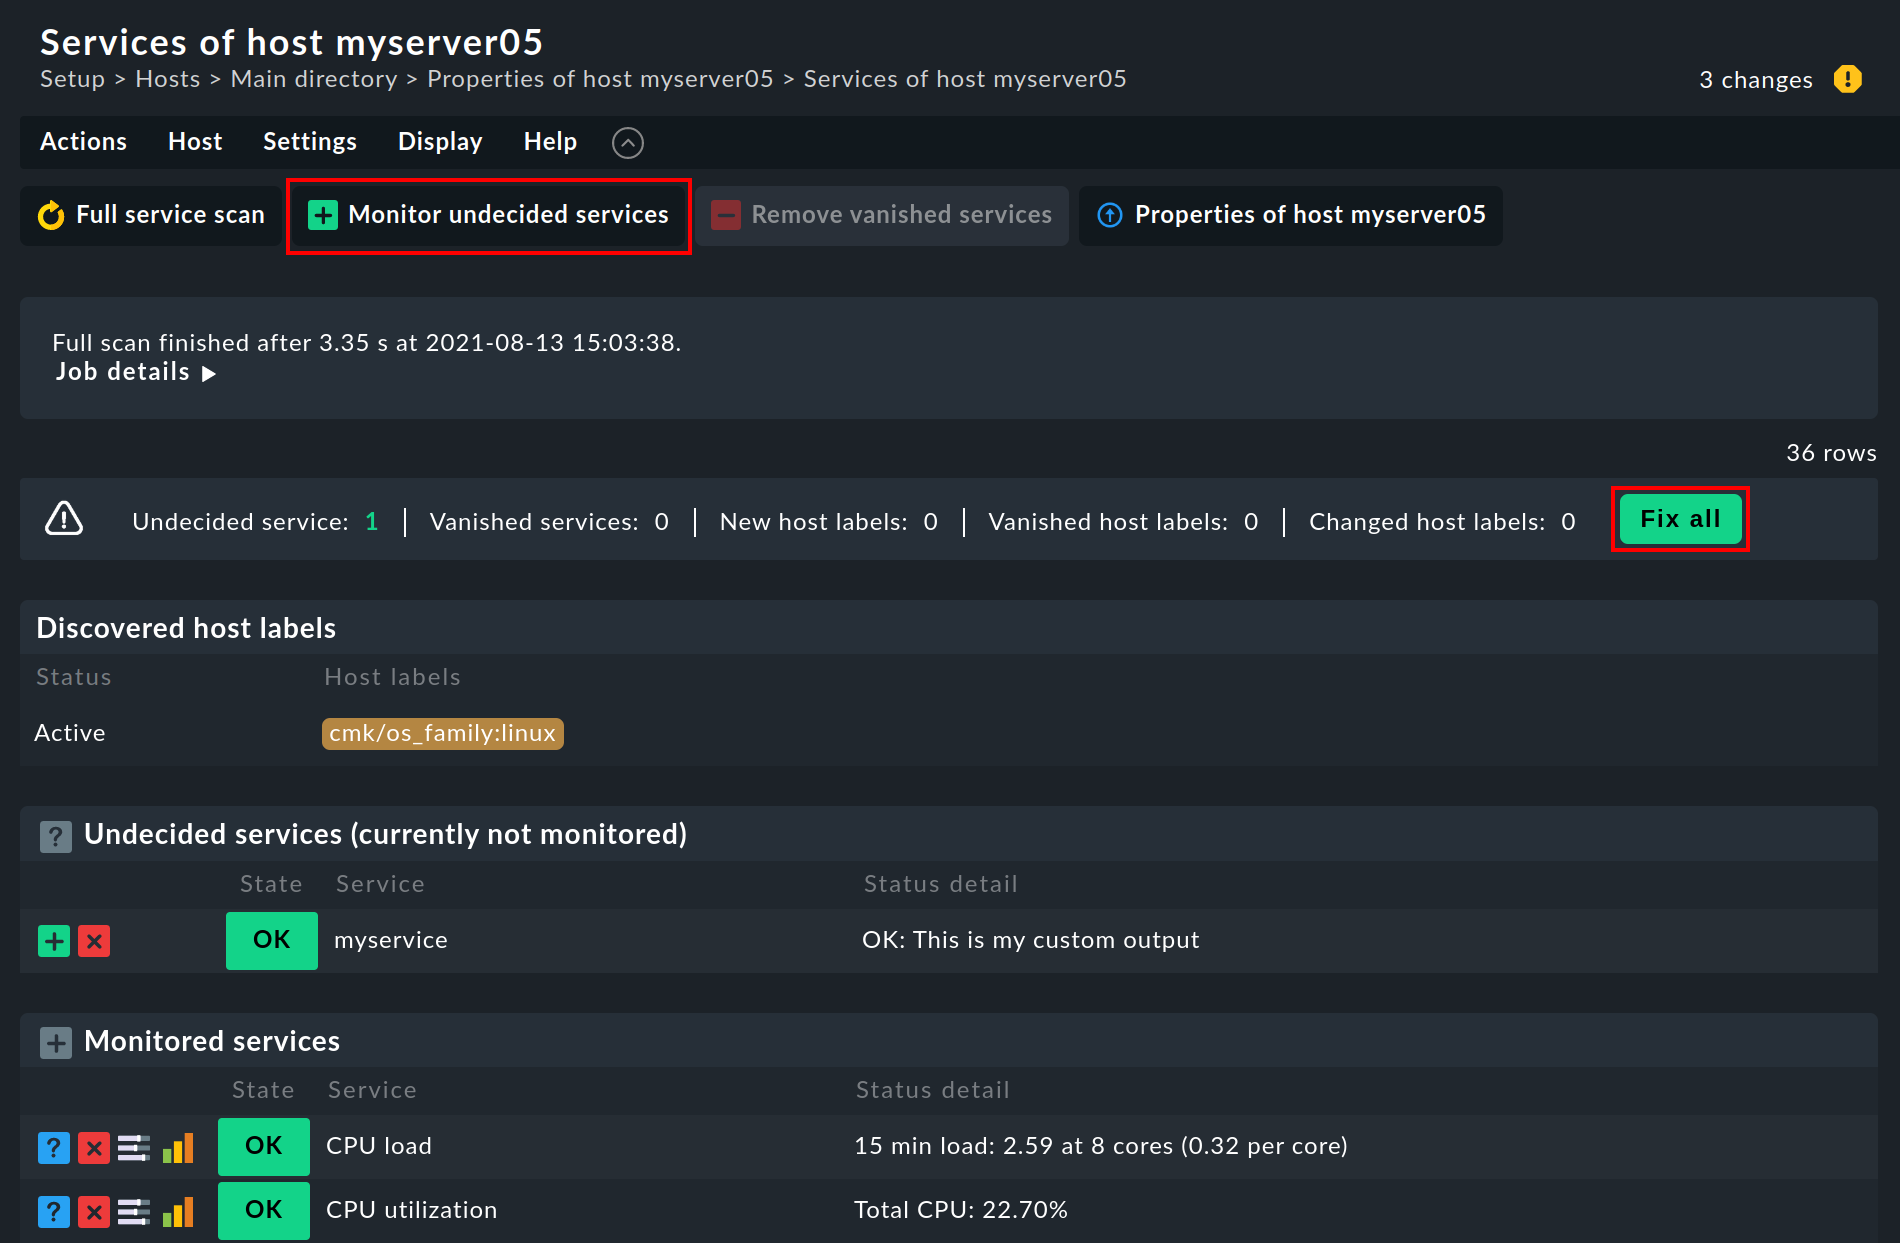 Services of host myserver05
Setup > Hosts > Main directory > Properties of host myserver05 > Services of host myserver05
3 changes
Actions Host Settings Display Help
Full service scan Monitor undecided services Remove vanished services Properties of host myserver05
Full scan finished after 3.35 s at 2021-08-13 15:03:38.
Job details
36 rows
Undecided service: 1 | Vanished services: 0 | New host labels: 0 | Vanished host labels: 0 | Changed host labels: 0 Fix all
Discovered host labels
Status Host labels
Active cmk/os_family:linux
Undecided services (currently not monitored)
State Service Status detail
OK myservice OK: This is my custom output
Monitored services
State Service Status detail
OK CPU load 15 min load: 2.59 at 8 cores (0.32 per core)
OK CPU utilization Total CPU: 22.70%